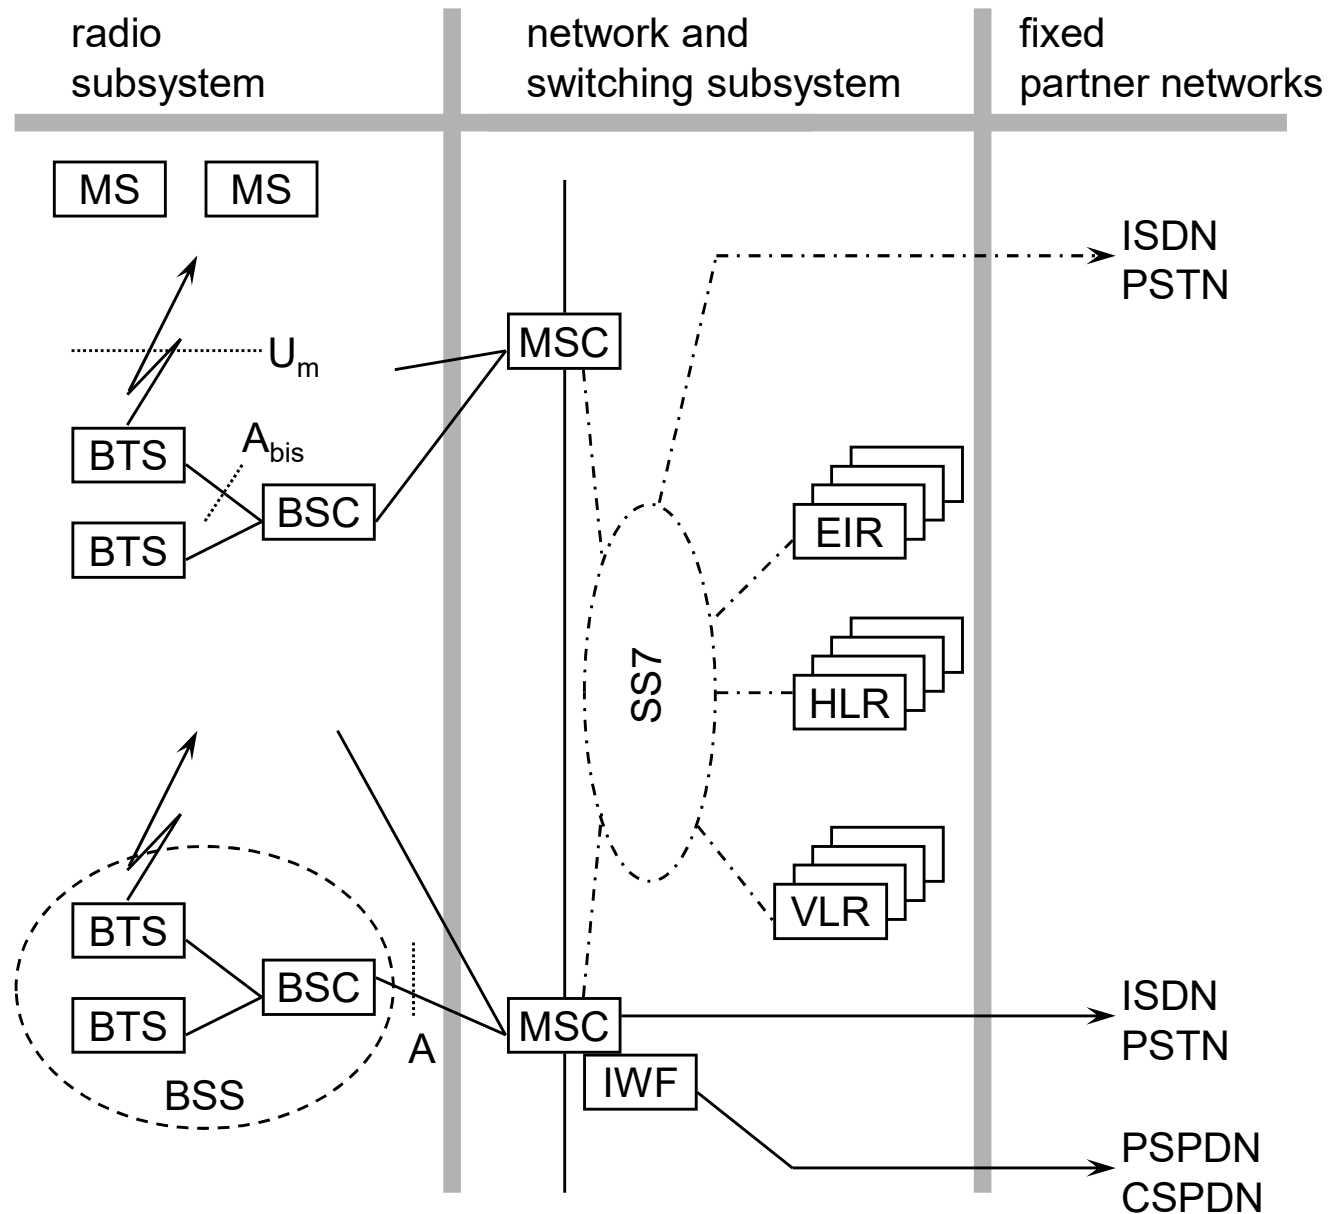 radio
subsystem
network and
switching subsystem
fixed
partner networks
MS
MS
ISDN
PSTN
MSC
Um
Abis
BTS
BSC
BTS
EIR
SS7
HLR
VLR
BTS
BSC
BTS
BSS
A
MSC
IWF
ISDN
PSTN
PSPDN
CSPDN